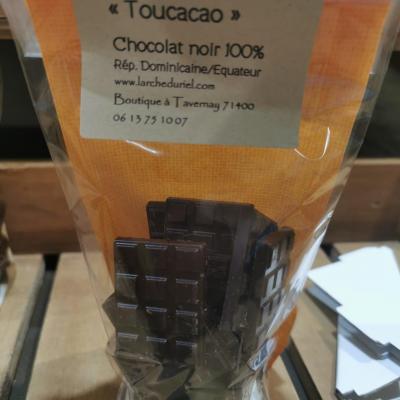 « Toucacao »
Chocolat noir 100%
Rép. Dominicaine/Equateur
www.larcheduriel.com
Boutique à Tavernay 71400
06 13 75 10 07